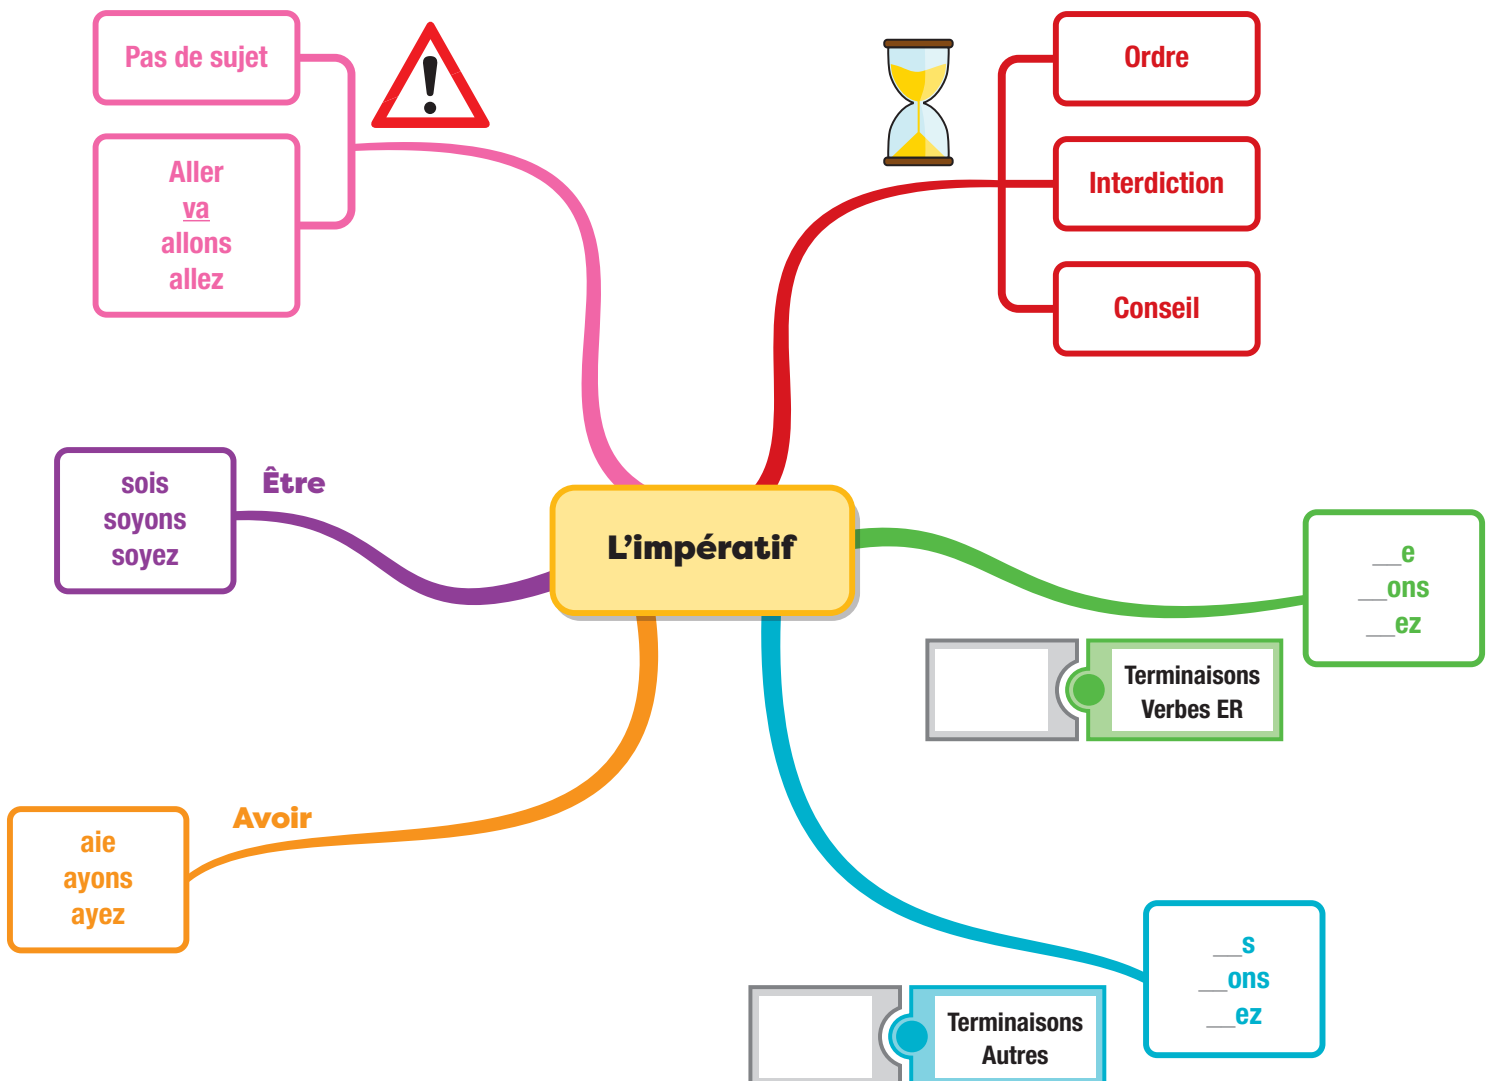 Pas de sujet
Aller
va
allons
allez
Ordre
Interdiction
Conseil
Être
sois
soyons
soyez
L'impératif
__e
__ons
__ez
Terminaisons
Verbes ER
Avoir
aie
ayons
ayez
__s
__ons
__ez
Terminaisons
Autres